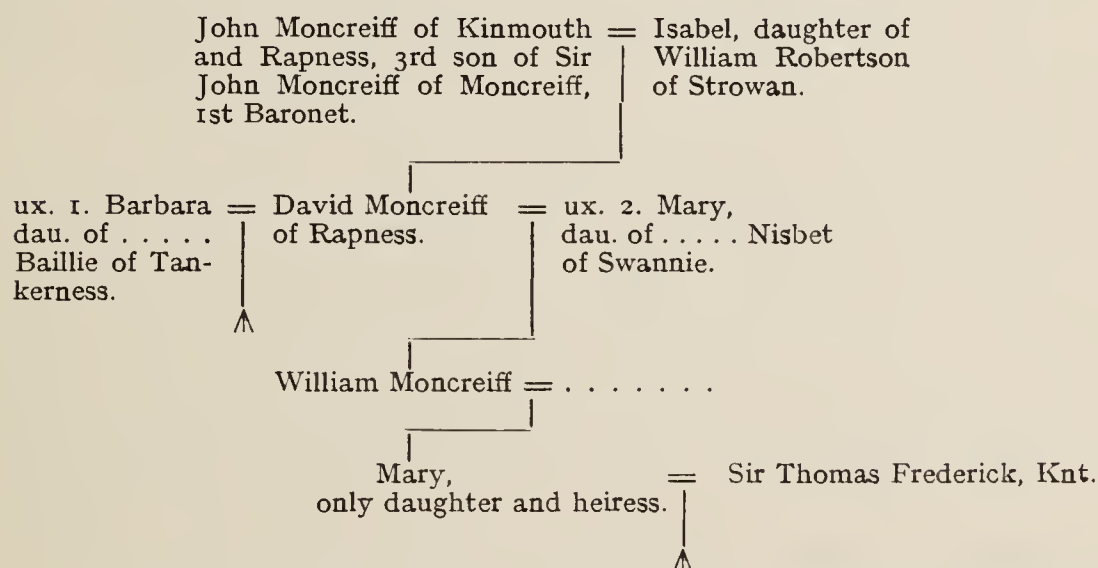 John Moncreiff of Kinmouth = Isabel, daughter of
and Rapness, 3rd son of Sir William Robertson
John Moncreiff of Moncreiff, of Strowan.
1st Baronet.
ux. 1. Barbara = David Moncreiff = ux. 2. Mary,
dau. of . . . . . of Rapness. dau. of . . . . . Nisbet
Baillie of Tan- of Swannie.
kerness.
William Moncreiff = . . . . . . .
Mary, = Sir Thomas Frederick, Knt.
only daughter and heiress.